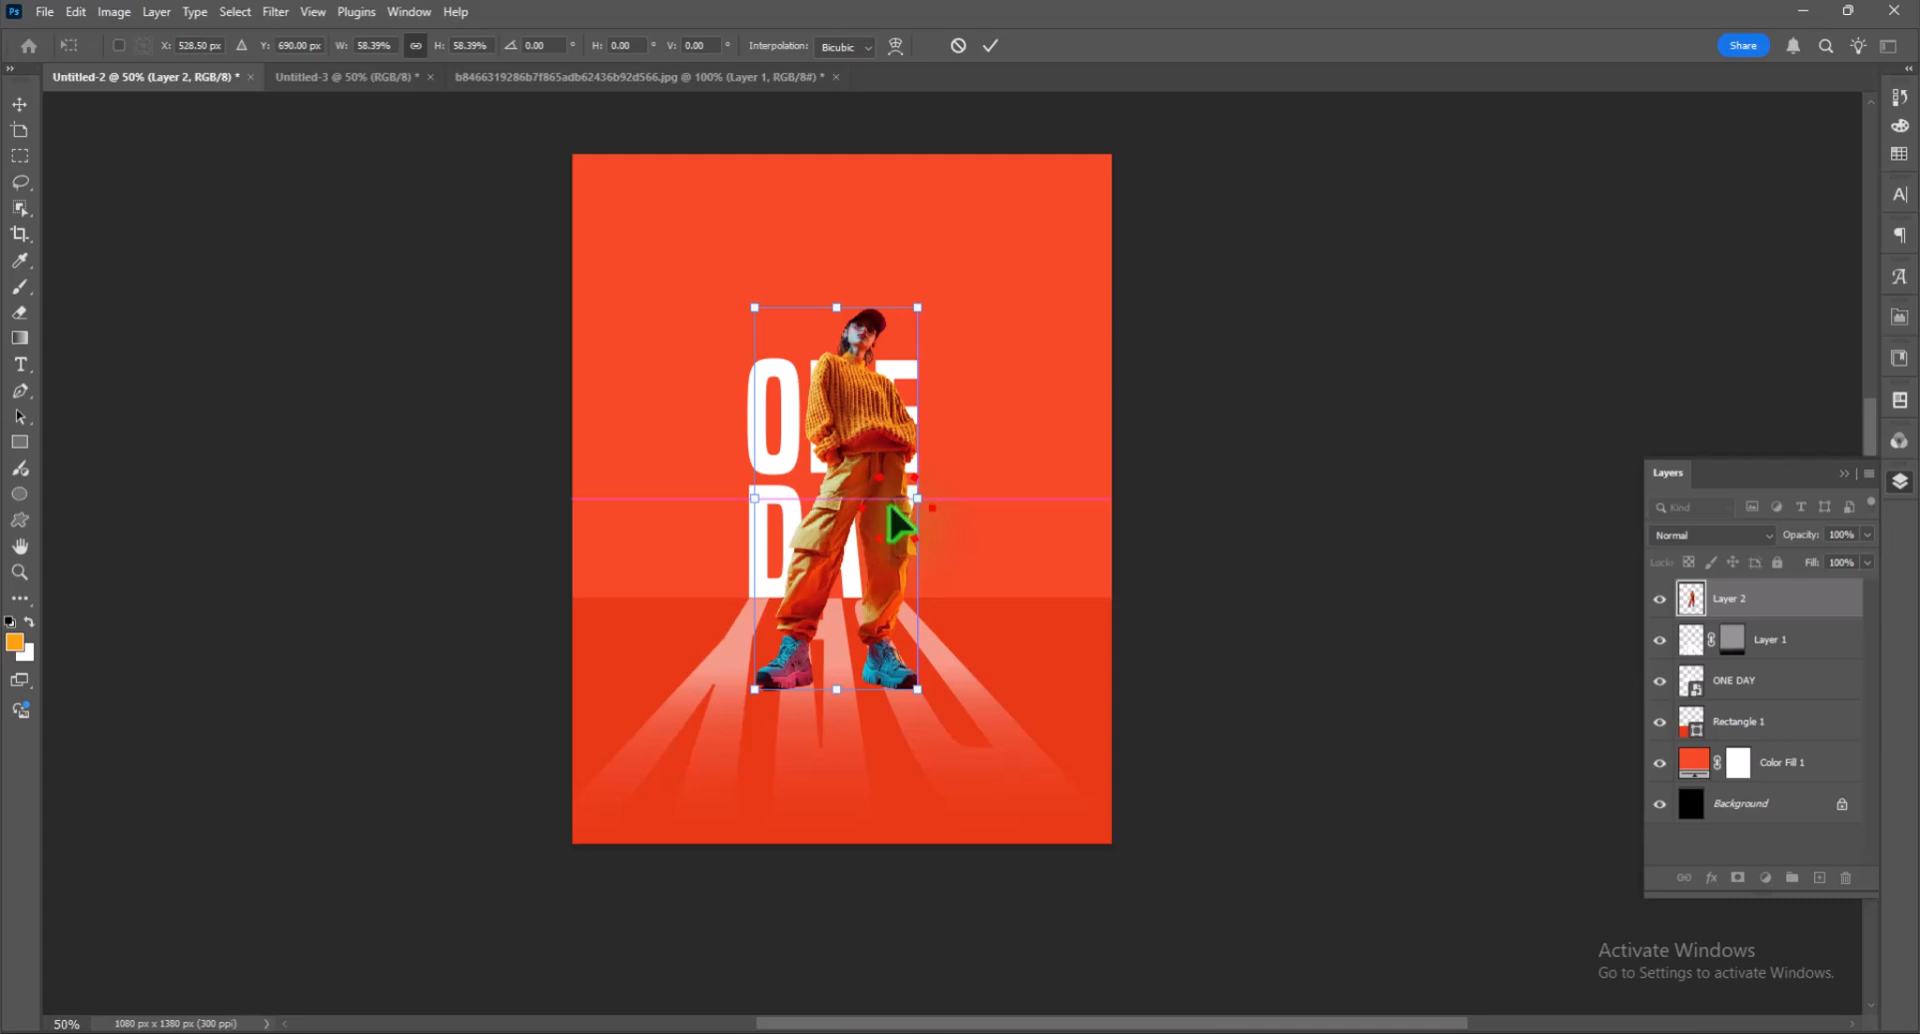 Ps File Edit Image Layer Type Select Filter View Plugins Window Help
X: 528.50 px Y: 690.00 px W: 58.39% H: 58.39% 0.00 ° H: 0.00 ° V: 0.00 ° Interpolation: Bicubic Share
Untitled-2 @ 50% (Layer 2, RGB/8) * × Untitled-3 @ 50% (RGB/8) * × b8466319286b7f865adb62436b92d566.jpg @ 100% (Layer 1, RGB/8#) * ×
Layers
Kind
Normal Opacity: 100%
Lock: Fill: 100%
Layer 2
Layer 1
ONE DAY
Rectangle 1
Color Fill 1
Background
Activate Windows
Go to Settings to activate Windows.
50% 1080 px x 1380 px (300 ppi)